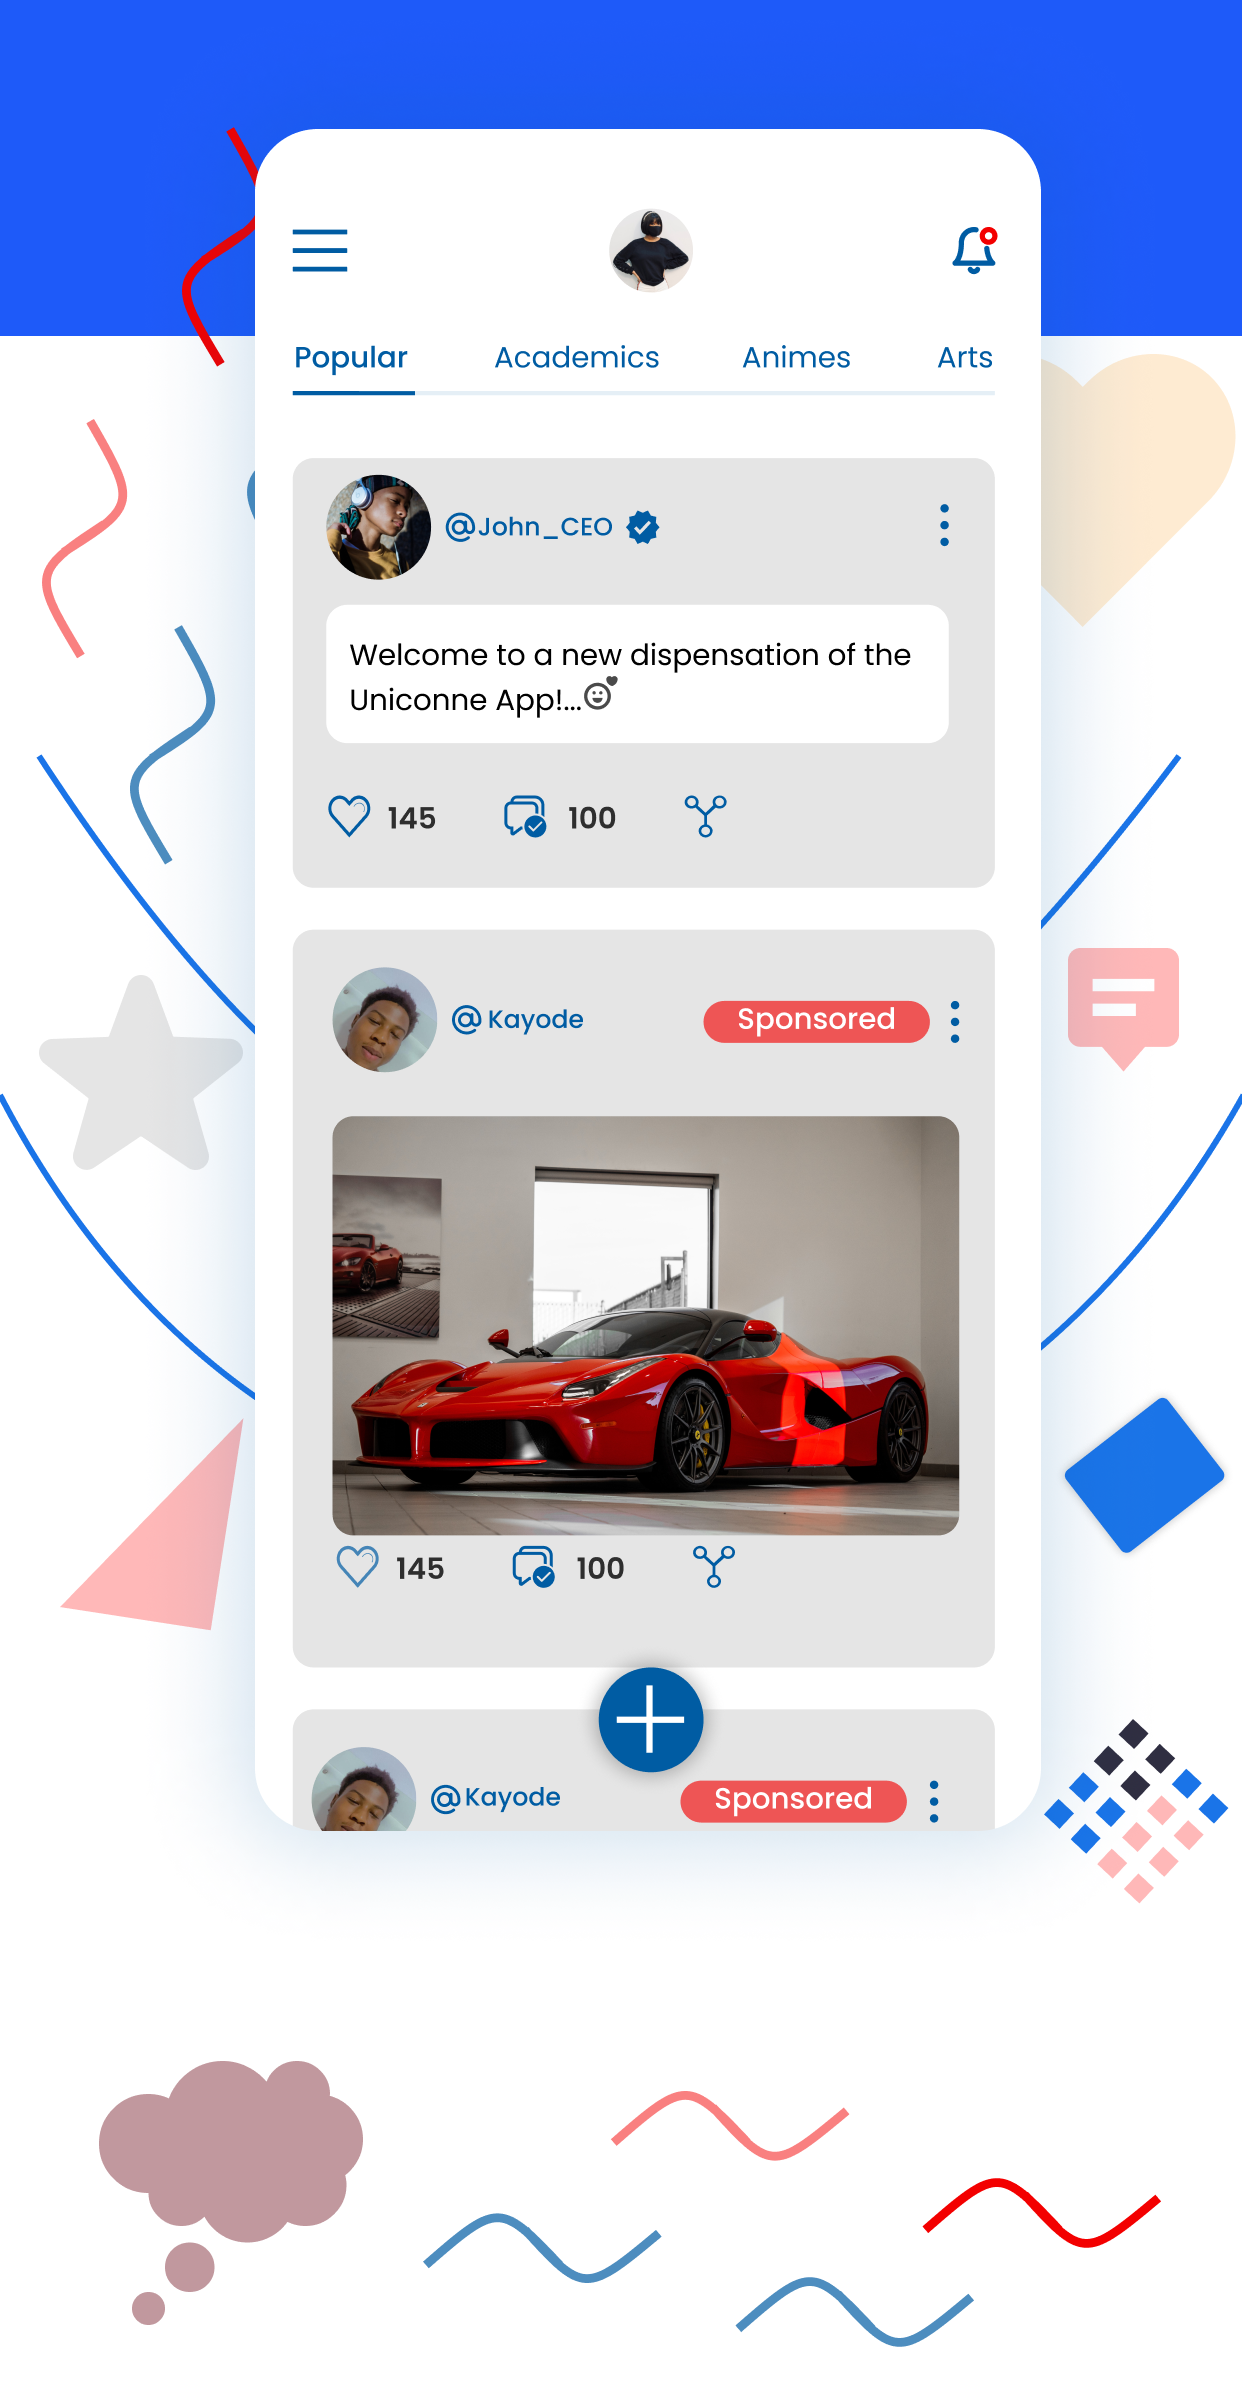 Popular Academics Animes Arts
@John_CEO
Welcome to a new dispensation of the
Uniconne App!...
145 100
@ Kayode Sponsored
145 100
@Kayode Sponsored